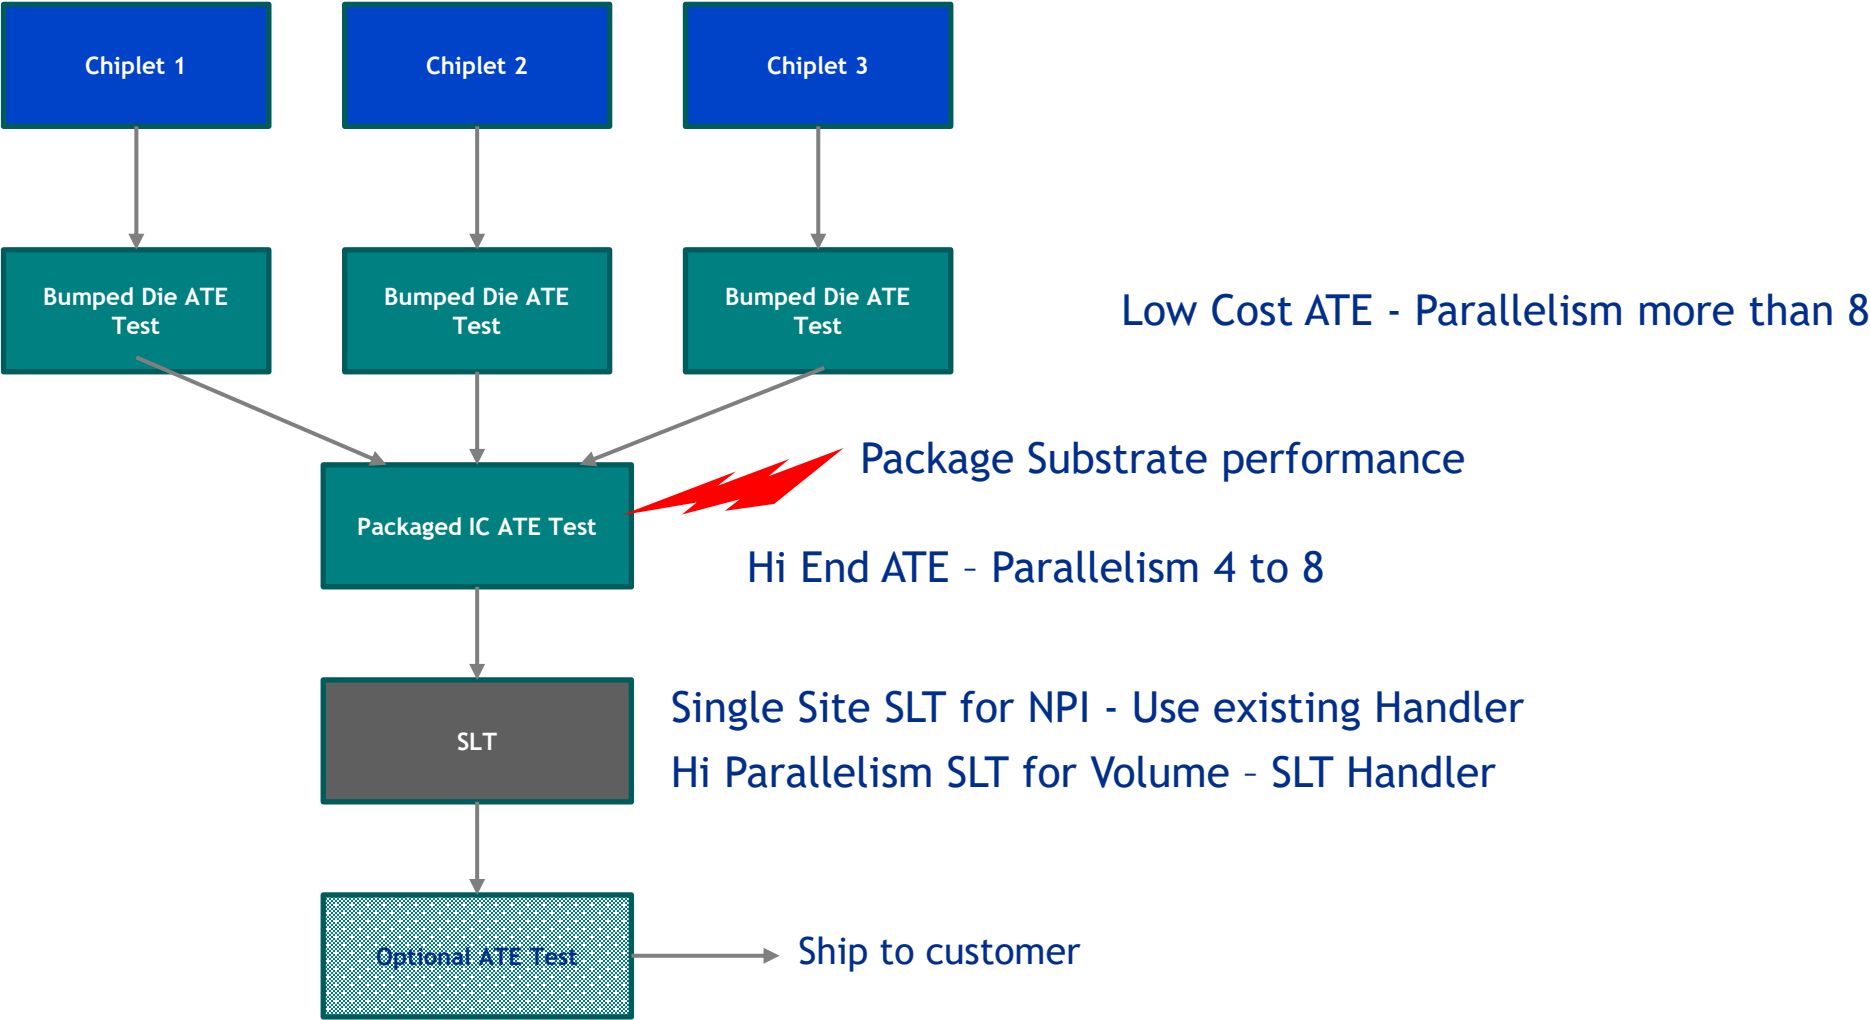 Chiplet 1
Chiplet 2
Chiplet 3
Bumped Die ATE
Test
Bumped Die ATE
Test
Bumped Die ATE
Test
Low Cost ATE - Parallelism more than 8
Package Substrate performance
Packaged IC ATE Test
Hi End ATE – Parallelism 4 to 8
SLT
Single Site SLT for NPI - Use existing Handler
Hi Parallelism SLT for Volume – SLT Handler
Optional ATE Test
Ship to customer